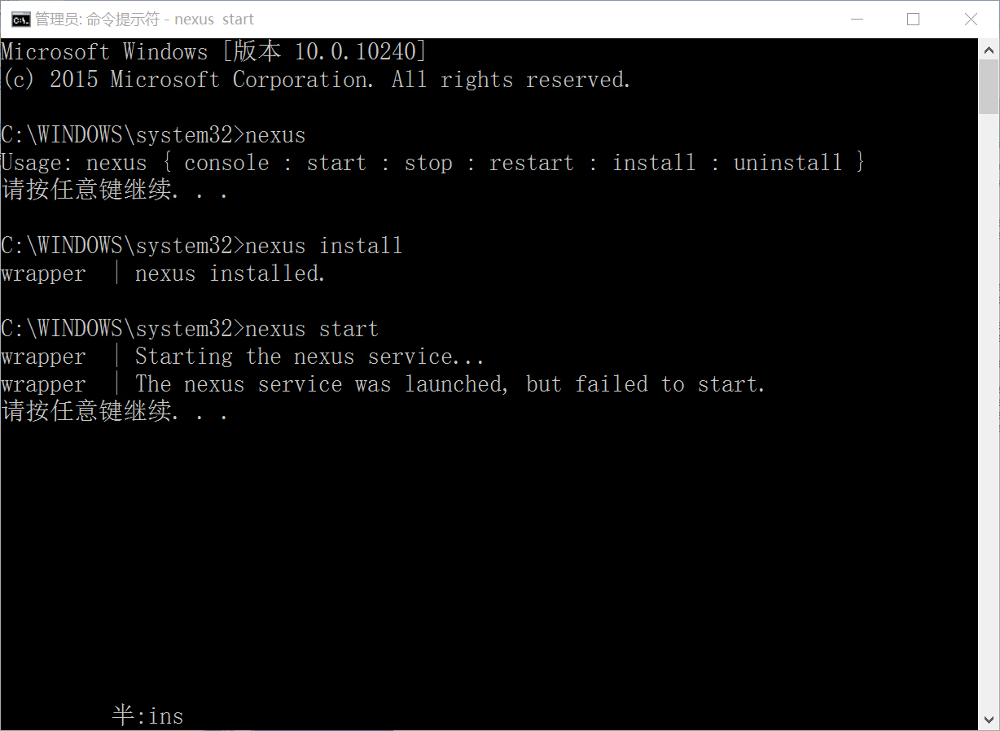 管理员: 命令提示符 - nexus  start
Microsoft Windows [版本 10.0.10240]
(c) 2015 Microsoft Corporation. All rights reserved.
C:\WINDOWS\system32>nexus
Usage: nexus { console : start : stop : restart : install : uninstall }
请按任意键继续. . .
C:\WINDOWS\system32>nexus install
wrapper  | nexus installed.
C:\WINDOWS\system32>nexus start
wrapper  | Starting the nexus service...
wrapper  | The nexus service was launched, but failed to start.
请按任意键继续. . .
半:ins